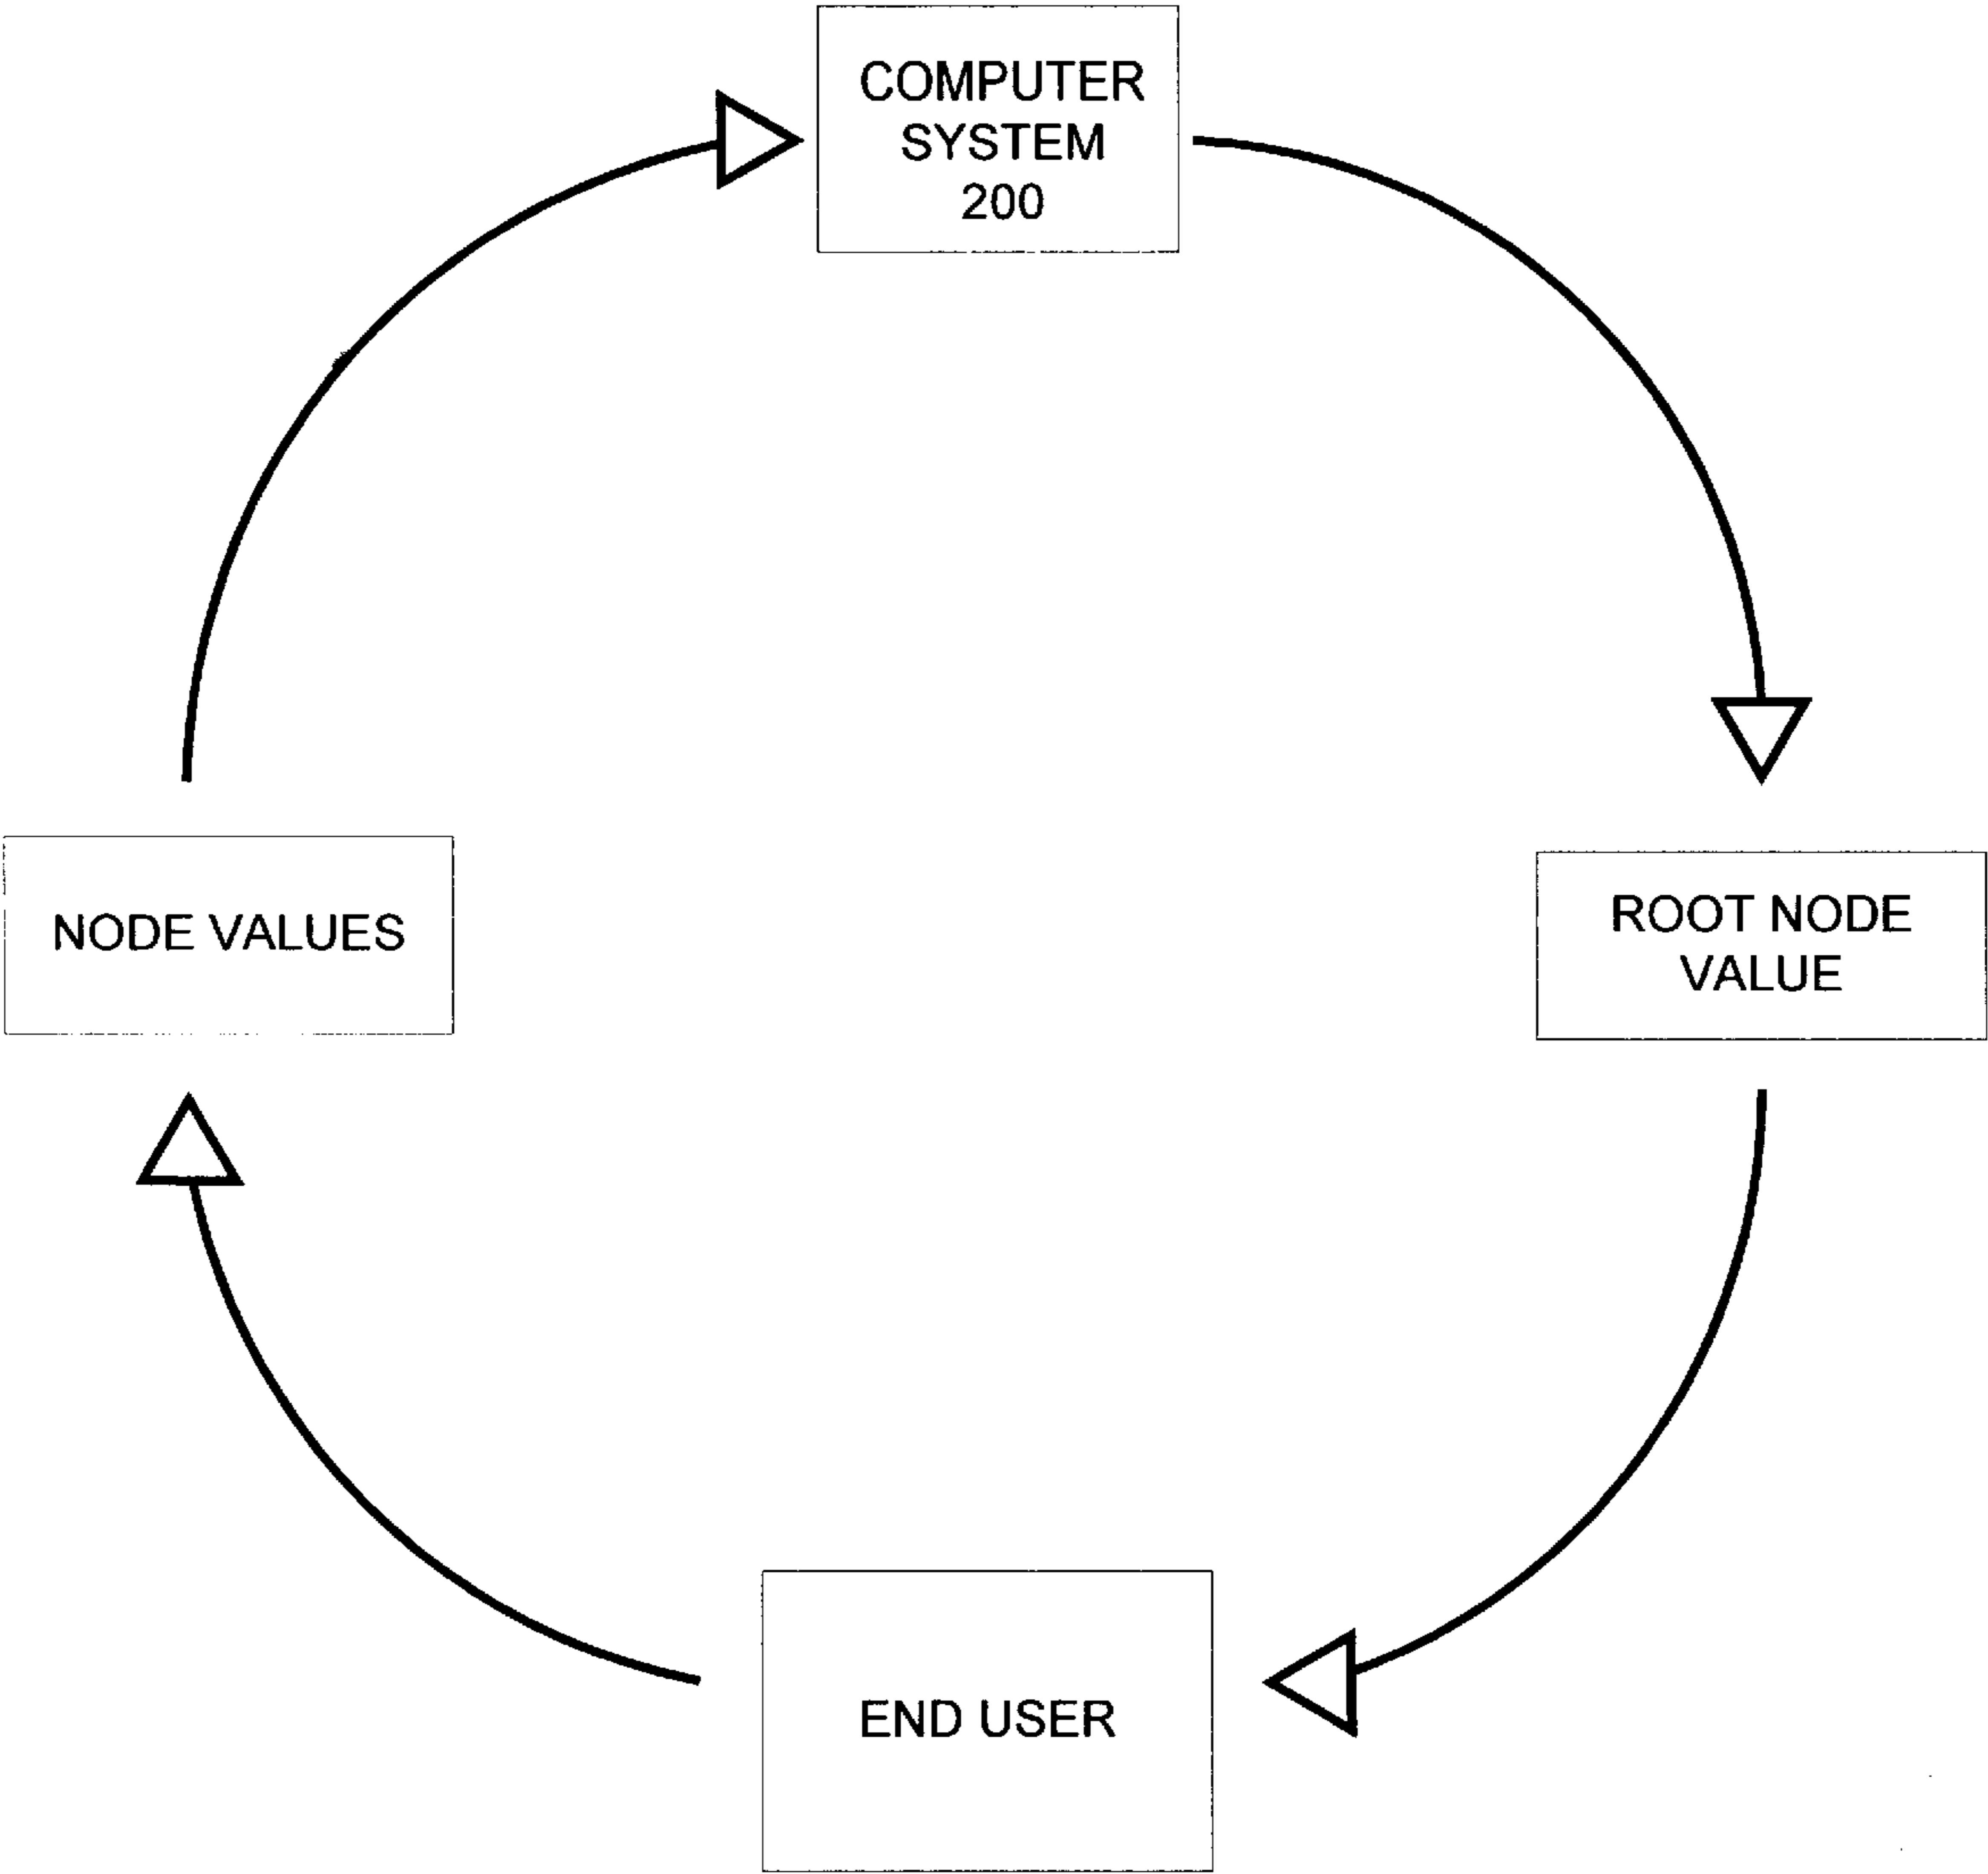 COMPUTER
SYSTEM
200
NODE VALUES
ROOT NODE
VALUE
END USER